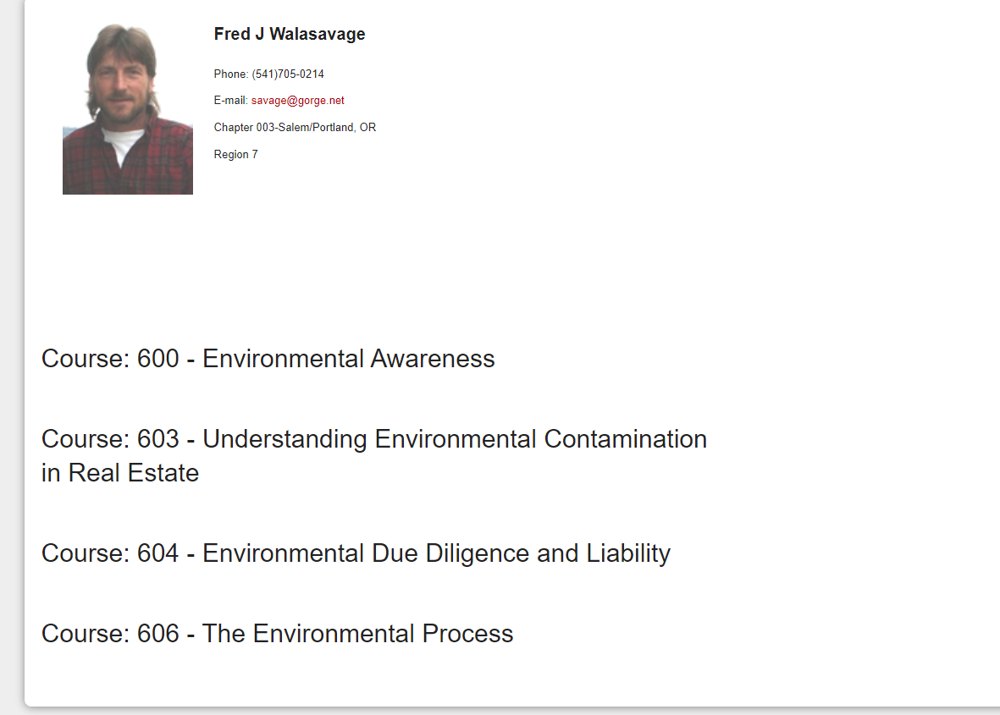 Fred J Walasavage
Phone: (541)705-0214
E-mail: savage@gorge.net
Chapter 003-Salem/Portland, OR
Region 7
Course: 600 - Environmental Awareness
Course: 603 - Understanding Environmental Contamination
in Real Estate
Course: 604 - Environmental Due Diligence and Liability
Course: 606 - The Environmental Process